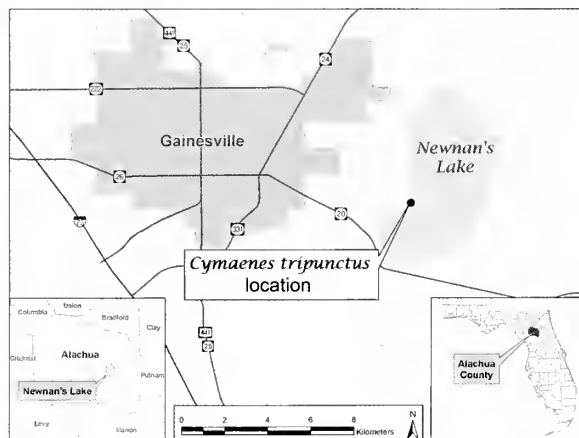 441
25
24
222
Gainesville
Newnan's
Lake
26
20
75
331
Cymaenes tripunctus
location
Columbia
Union
Bradford
Clay
Gilchrist
Alachua
Putnam
Newnan's Lake
Levy
Marion
441
25
Alachua
County
0 2 4 6 8
Kilometers
N